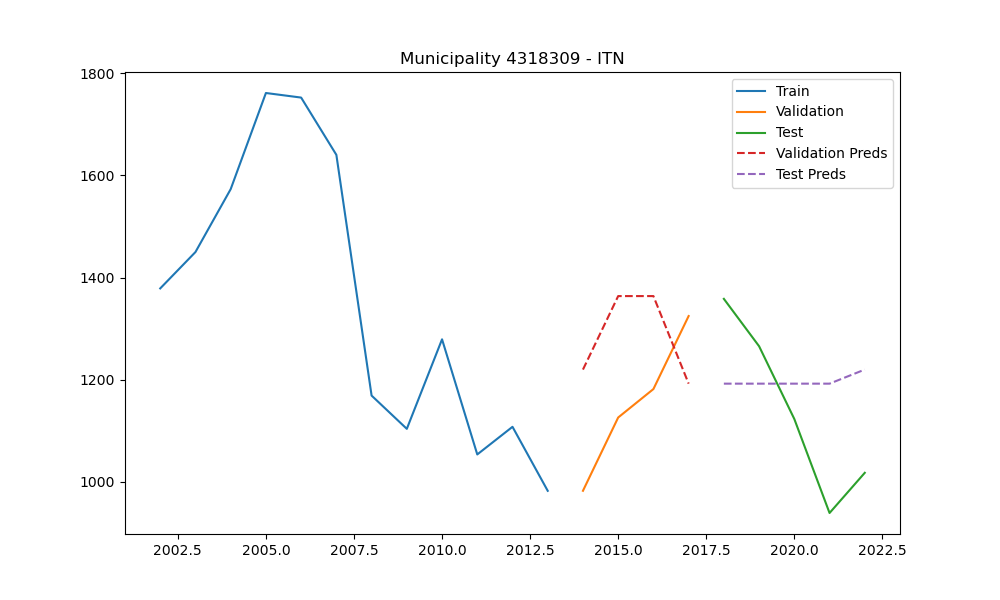 Municipality 4318309 - ITN
1800
1600
1400
1200
1000
Train
Validation
Test
Validation Preds
Test Preds
2002.5 2005.0 2007.5 2010.0 2012.5 2015.0 2017.5 2020.0 2022.5